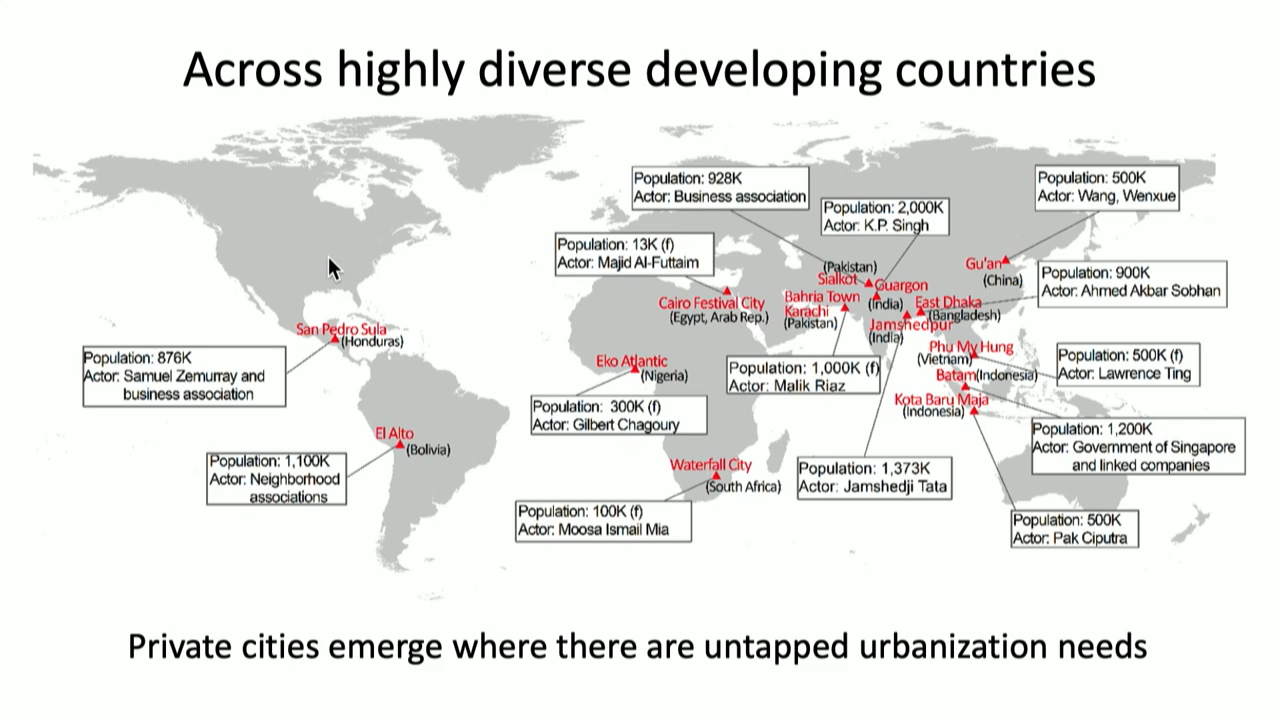 Across highly diverse developing countries
Population: 928K
Actor: Business association
Population: 2,000K
Actor: K.P. Singh
Population: 500K
Actor: Wang, Wenxue
Population: 13K (f)
Actor: Majid Al-Futtaim
(Pakistan)
Sialkot
Guargon
(India)
Gu'an
(China)
Population: 900K
Actor: Ahmed Akbar Sobhan
Cairo Festival City
(Egypt, Arab Rep.)
Bahria Town
Karachi
(Pakistan)
East Dhaka
(Bangladesh)
Jamshedpur
(India)
San Pedro Sula
(Honduras)
Population: 876K
Actor: Samuel Zemurray and
business association
Eko Atlantic
(Nigeria)
Population: 1,000K (f)
Actor: Malik Riaz
Phu My Hung
(Vietnam)
Population: 500K (f)
Actor: Lawrence Ting
Batam(Indonesia)
Kota Baru Maja
(Indonesia)
Population: 300K (f)
Actor: Gilbert Chagoury
El Alto
(Bolivia)
Population: 1,100K
Actor: Neighborhood
associations
Population: 1,200K
Actor: Government of Singapore
and linked companies
Waterfall City
(South Africa)
Population: 1,373K
Actor: Jamshedji Tata
Population: 100K (f)
Actor: Moosa Ismail Mia
Population: 500K
Actor: Pak Ciputra
Private cities emerge where there are untapped urbanization needs